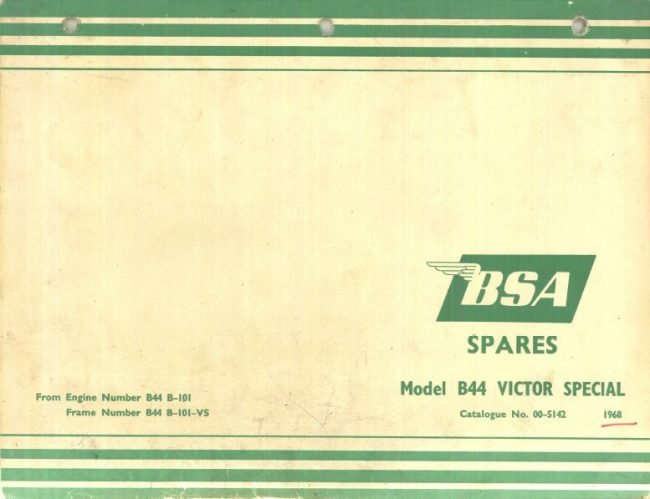 BSA
SPARES
Model B44 VICTOR SPECIAL
From Engine Number B44 B-101
Frame Number B44 B-101-VS
Catalogue No. 00-5142 1968